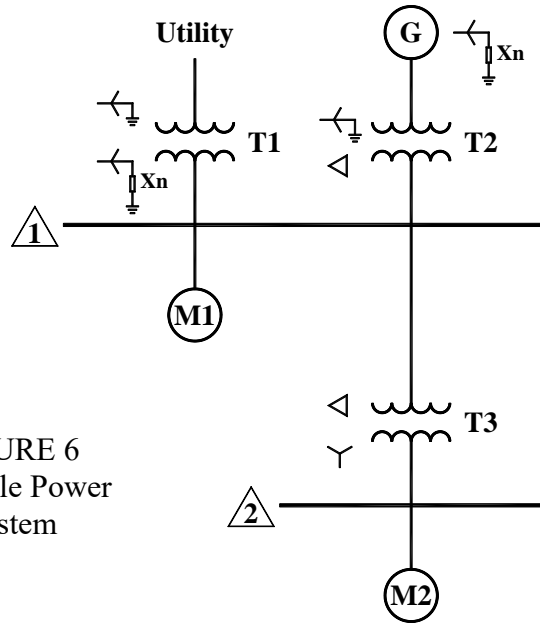 Utility
G
Xn
T1
T2
Xn
1
M1
T3
URE 6
le Power
stem
2
M2